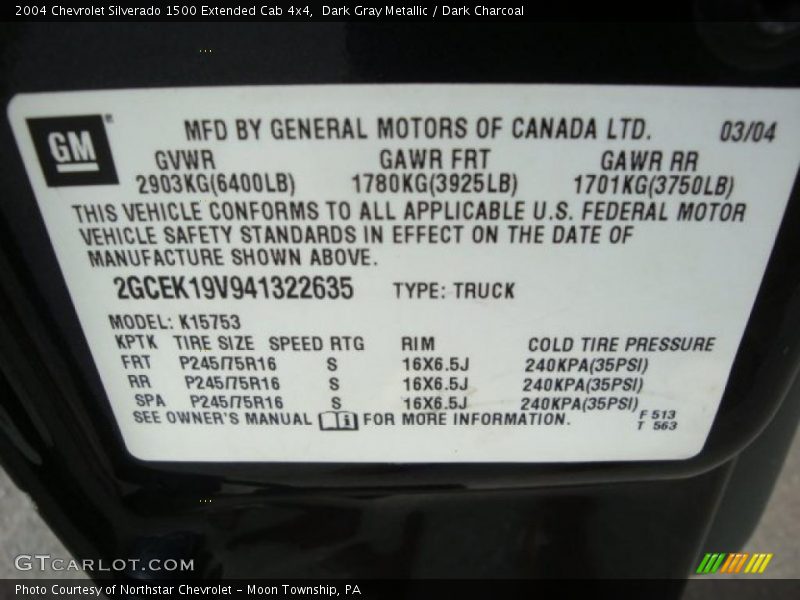 2004 Chevrolet Silverado 1500 Extended Cab 4x4,  Dark Gray Metallic / Dark Charcoal
GM
MFD BY GENERAL MOTORS OF CANADA LTD. 03/04
GVWR GAWR FRT GAWR RR
2903KG(6400LB) 1780KG(3925LB) 1701KG(3750LB)
THIS VEHICLE CONFORMS TO ALL APPLICABLE U.S. FEDERAL MOTOR
VEHICLE SAFETY STANDARDS IN EFFECT ON THE DATE OF
MANUFACTURE SHOWN ABOVE.
2GCEK19V941322635 TYPE: TRUCK
MODEL: K15753
KPTK TIRE SIZE SPEED RTG RIM COLD TIRE PRESSURE
FRT P245/75R16 S 16X6.5J 240KPA(35PSI)
RR P245/75R16 S 16X6.5J 240KPA(35PSI)
SPA P245/75R16 S 16X6.5J 240KPA(35PSI)
SEE OWNER'S MANUAL FOR MORE INFORMATION.
F 513
T 563
GTCARLOT.COM
Photo Courtesy of Northstar Chevrolet - Moon Township, PA